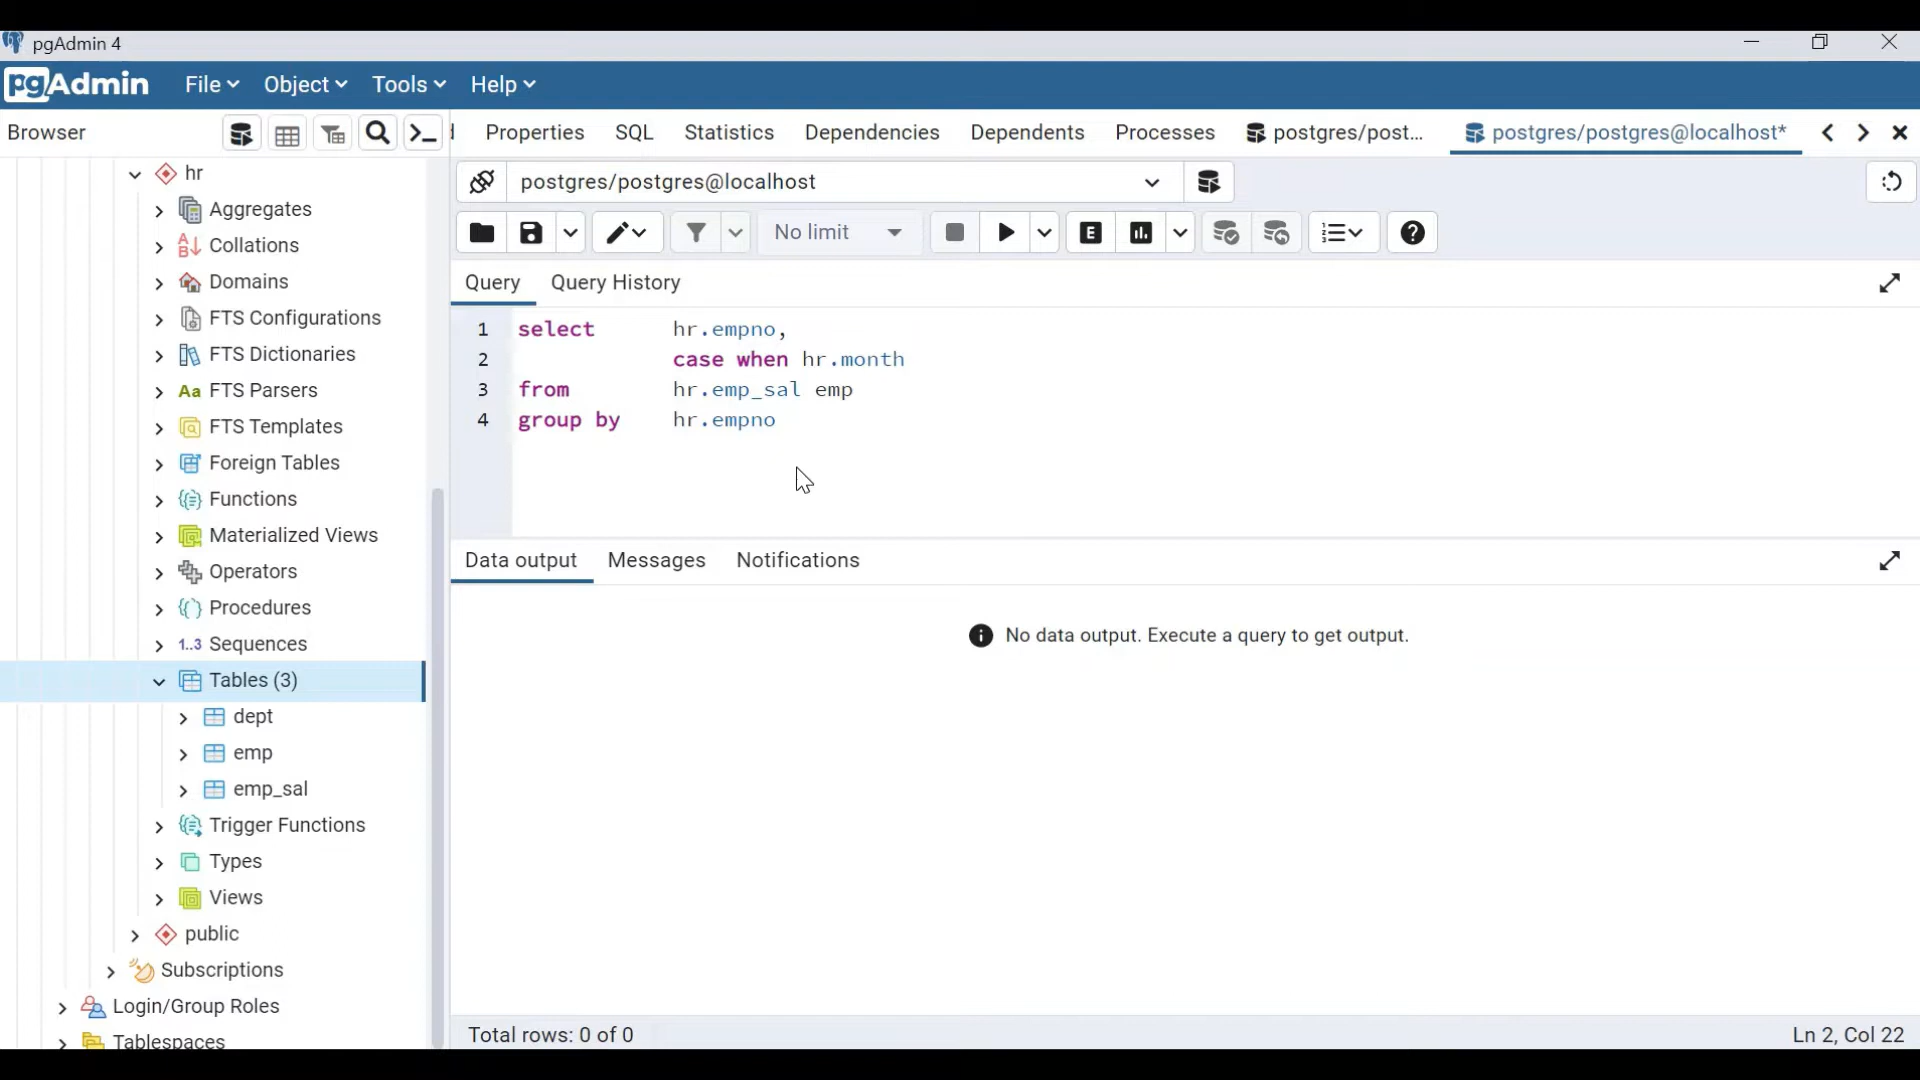 pgAdmin 4
pgAdmin File Object Tools Help
Browser
Properties SQL Statistics Dependencies Dependents Processes postgres/post... postgres/postgres@localhost*
hr
Aggregates
Collations
Domains
FTS Configurations
FTS Dictionaries
Aa FTS Parsers
FTS Templates
Foreign Tables
Functions
Materialized Views
Operators
Procedures
1..3 Sequences
Tables (3)
dept
emp
emp_sal
Trigger Functions
Types
Views
public
Subscriptions
Login/Group Roles
Tablespaces
postgres/postgres@localhost
No limit E
Query Query History
1 select hr.empno,
2 case when hr.month
3 from hr.emp_sal emp
4 group by hr.empno
Data output Messages Notifications
No data output. Execute a query to get output.
Total rows: 0 of 0 Ln 2, Col 22